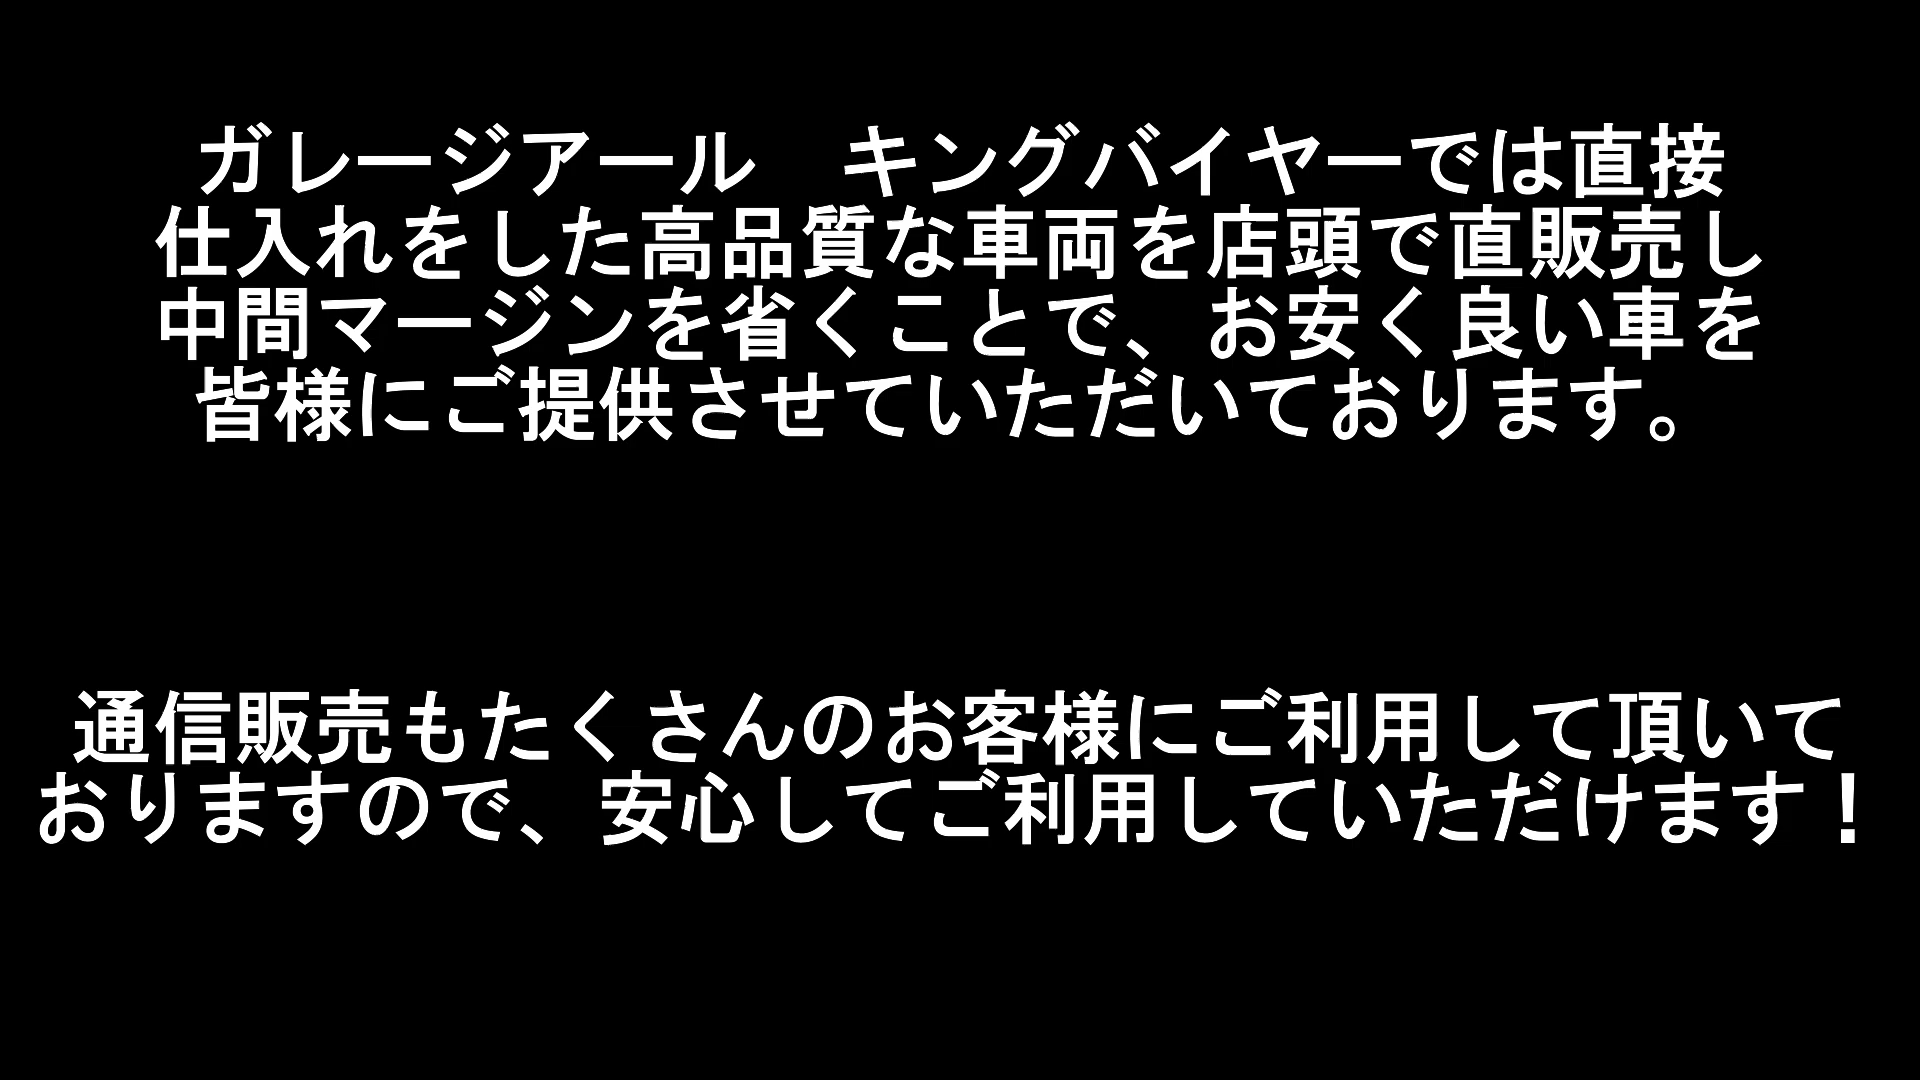 ガレージアール　キングバイヤーでは直接
仕入れをした高品質な車両を店頭で直販売し
中間マージンを省くことで、お安く良い車を
皆様にご提供させていただいております。
通信販売もたくさんのお客様にご利用して頂いて
おりますので、安心してご利用していただけます！